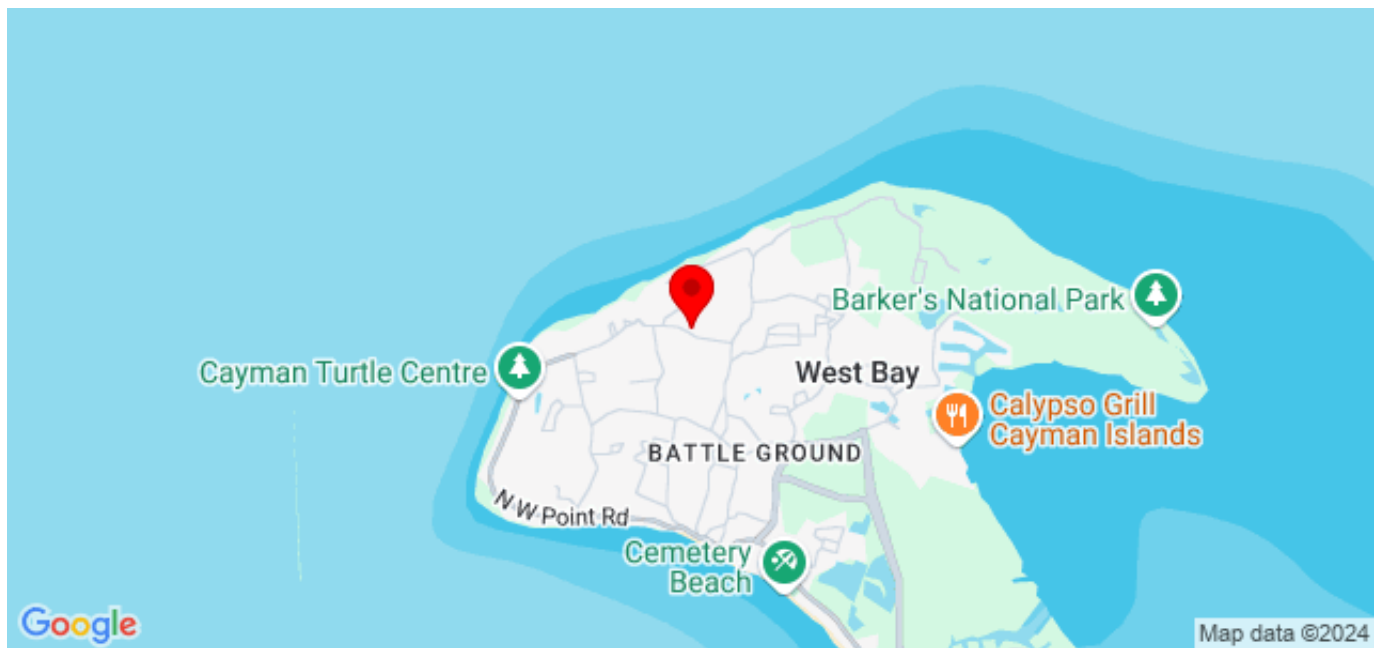 Barker's National Park
Cayman Turtle Centre
West Bay
Calypso Grill
Cayman Islands
BATTLE GROUND
N W Point Rd
Cemetery
Beach
Google
Map data ©2024